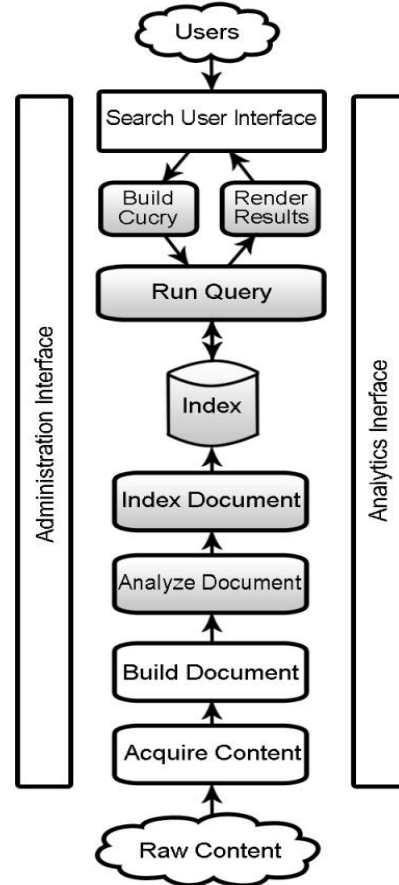 Users
Search User Interface
Build
Cucry
Render
Results
Run Query
Index
Index Document
Analyze Document
Build Document
Acquire Content
Raw Content
Administration Interface
Analytics Inerface